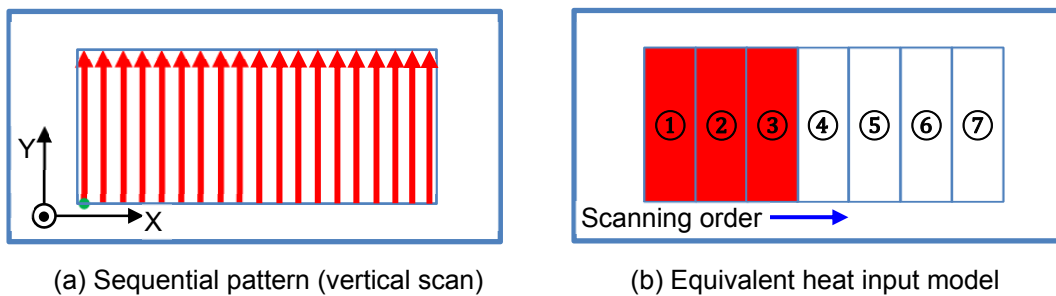 Y
X
(a) Sequential pattern (vertical scan)
① ② ③ ④ ⑤ ⑥ ⑦
Scanning order
(b) Equivalent heat input model